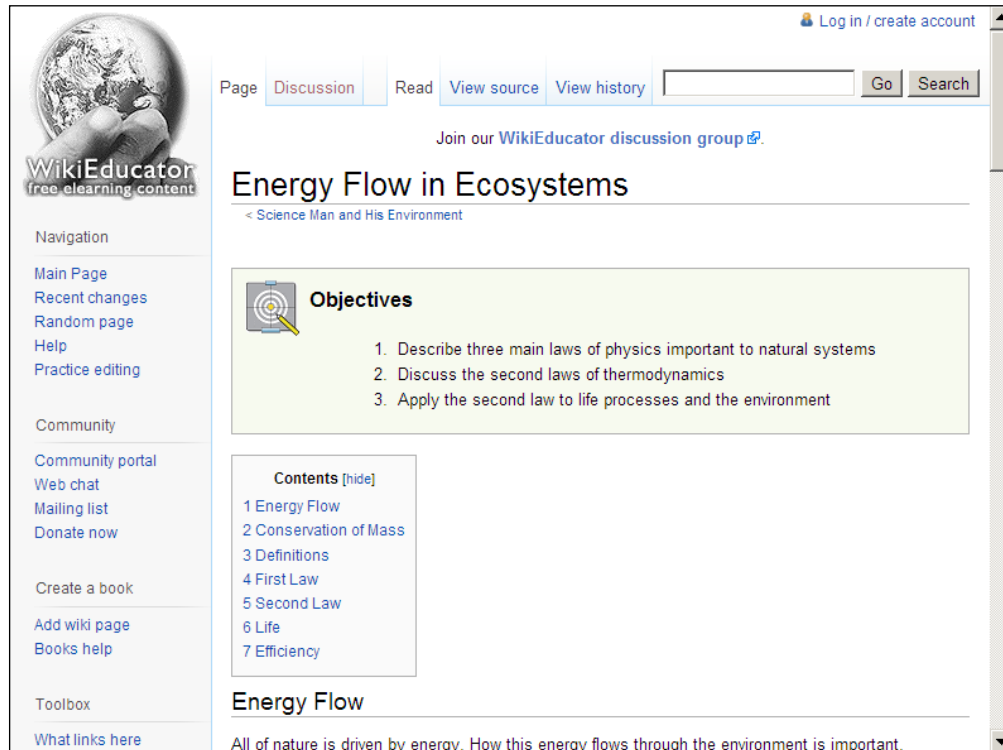 Log in / create account
Page Discussion Read View source View history Go Search
Join our WikiEducator discussion group.
WikiEducator
free elearning content
Energy Flow in Ecosystems
< Science Man and His Environment
Navigation
Main Page
Recent changes
Random page
Help
Practice editing
Community
Community portal
Web chat
Mailing list
Donate now
Create a book
Add wiki page
Books help
Toolbox
What links here
Objectives
1. Describe three main laws of physics important to natural systems
2. Discuss the second laws of thermodynamics
3. Apply the second law to life processes and the environment
Contents [hide]
1 Energy Flow
2 Conservation of Mass
3 Definitions
4 First Law
5 Second Law
6 Life
7 Efficiency
Energy Flow
All of nature is driven by energy. How this energy flows through the environment is important.